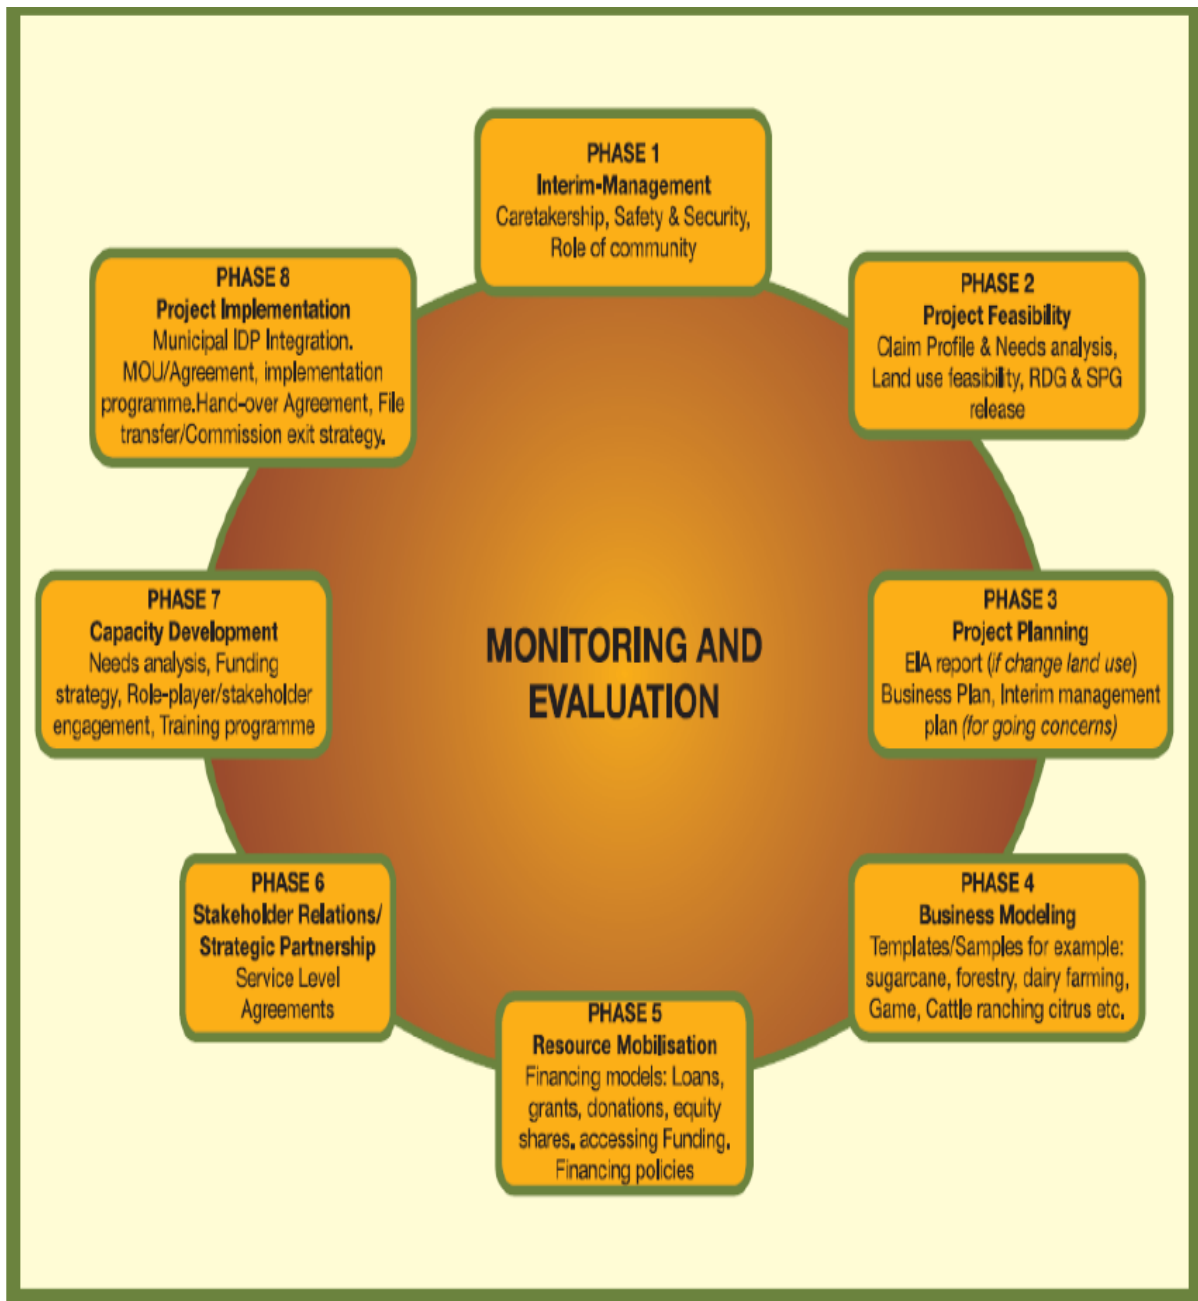 PHASE 1
Interim-Management
Caretakership, Safety & Security,
Role of community
PHASE 2
Project Feasibility
Claim Profile & Needs analysis,
Land use feasibility, RDG & SPG
release
PHASE 3
Project Planning
EIA report (if change land use)
Business Plan, Interim management
plan (for going concerns)
PHASE 4
Business Modeling
Templates/Samples for example:
sugarcane, forestry, dairy farming,
Game, Cattle ranching citrus etc.
PHASE 5
Resource Mobilisation
Financing models: Loans,
grants, donations, equity
shares. accessing Funding.
Financing policies
PHASE 6
Stakeholder Relations/
Strategic Partnership
Service Level
Agreements
PHASE 7
Capacity Development
Needs analysis, Funding
strategy, Role-player/stakeholder
engagement, Training programme
PHASE 8
Project Implementation
Municipal IDP Integration.
MOU/Agreement, implementation
programme.Hand-over Agreement, File
transfer/Commission exit strategy.
MONITORING AND
EVALUATION